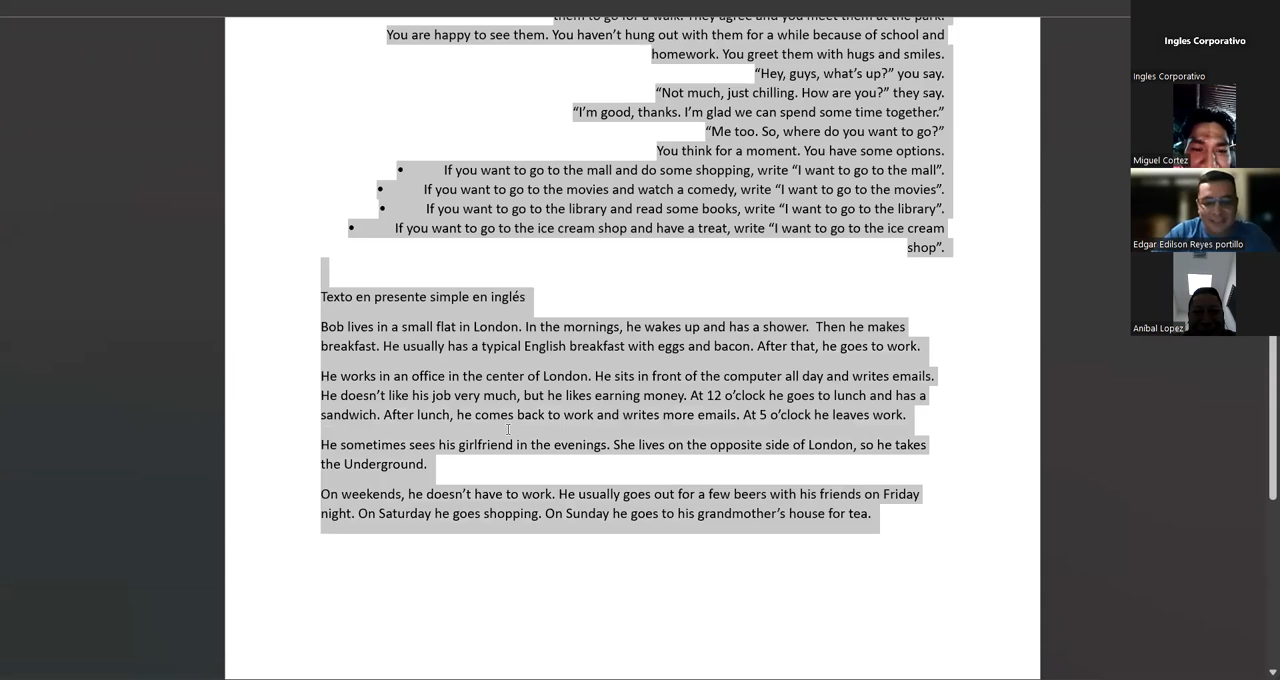 them to go for a walk. They agree and you meet them at the park.
You are happy to see them. You haven’t hung out with them for a while because of school and
homework. You greet them with hugs and smiles.
“Hey, guys, what’s up?” you say.
“Not much, just chilling. How are you?” they say.
“I’m good, thanks. I’m glad we can spend some time together.”
“Me too. So, where do you want to go?”
You think for a moment. You have some options.
• If you want to go to the mall and do some shopping, write “I want to go to the mall”.
• If you want to go to the movies and watch a comedy, write “I want to go to the movies”.
• If you want to go to the library and read some books, write “I want to go to the library”.
• If you want to go to the ice cream shop and have a treat, write “I want to go to the ice cream
shop”.
Texto en presente simple en inglés
Bob lives in a small flat in London. In the mornings, he wakes up and has a shower.  Then he makes
breakfast. He usually has a typical English breakfast with eggs and bacon. After that, he goes to work.
He works in an office in the center of London. He sits in front of the computer all day and writes emails.
He doesn’t like his job very much, but he likes earning money. At 12 o’clock he goes to lunch and has a
sandwich. After lunch, he comes back to work and writes more emails. At 5 o’clock he leaves work.
He sometimes sees his girlfriend in the evenings. She lives on the opposite side of London, so he takes
the Underground.
On weekends, he doesn’t have to work. He usually goes out for a few beers with his friends on Friday
night. On Saturday he goes shopping. On Sunday he goes to his grandmother’s house for tea.
Ingles Corporativo
Ingles Corporativo
Miguel Cortez
Edgar Edilson Reyes portillo
Aníbal Lopez